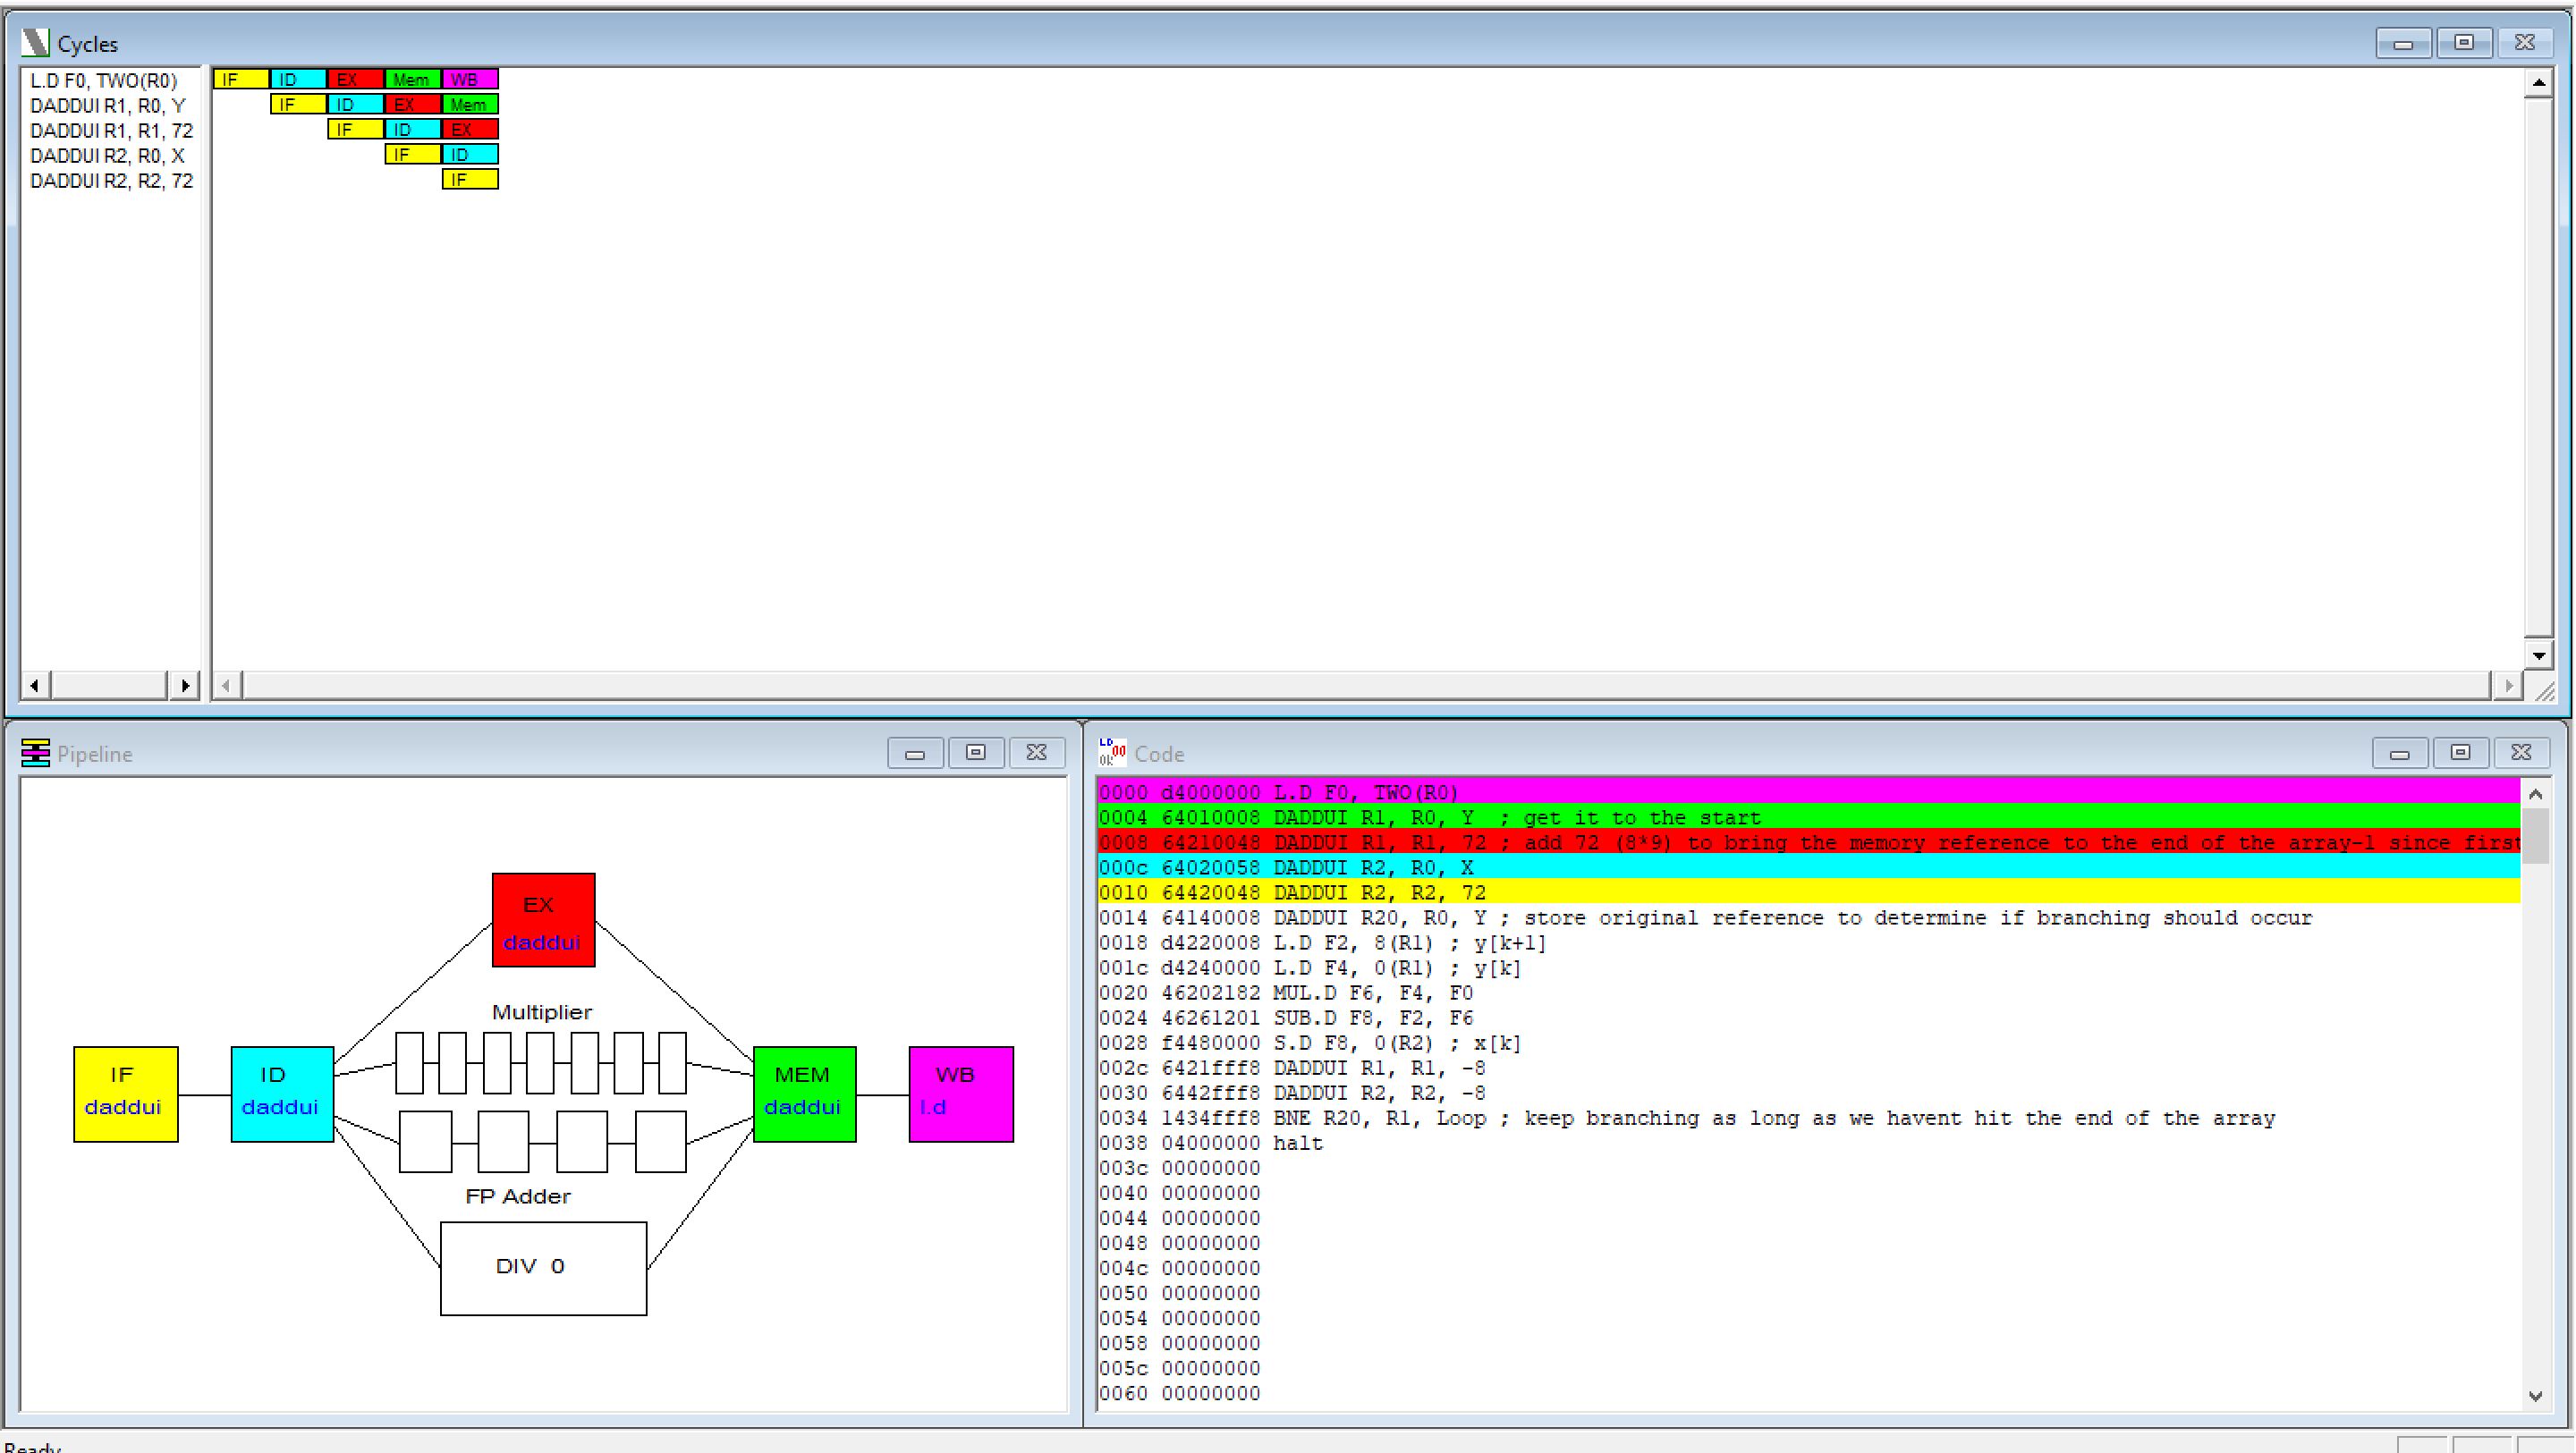 Cycles
L.D F0, TWO(R0)
DADDUI R1, R0, Y
DADDUI R1, R1, 72
DADDUI R2, R0, X
DADDUI R2, R2, 72
IF ID EX Mem WB
IF ID EX Mem
IF ID EX
IF ID
IF
Pipeline
EX
daddui
Multiplier
IF
daddui
ID
daddui
MEM
daddui
WB
l.d
FP Adder
DIV 0
Code
0000 d4000000 L.D F0, TWO(R0)
0004 64010008 DADDUI R1, R0, Y ; get it to the start
0008 64210048 DADDUI R1, R1, 72 ; add 72 (8*9) to bring the memory reference to the end of the array-1 since first
000c 64020058 DADDUI R2, R0, X
0010 64420048 DADDUI R2, R2, 72
0014 64140008 DADDUI R20, R0, Y ; store original reference to determine if branching should occur
0018 d4220008 L.D F2, 8(R1) ; y[k+1]
001c d4240000 L.D F4, 0(R1) ; y[k]
0020 46202182 MUL.D F6, F4, F0
0024 46261201 SUB.D F8, F2, F6
0028 f4480000 S.D F8, 0(R2) ; x[k]
002c 6421fff8 DADDUI R1, R1, -8
0030 6442fff8 DADDUI R2, R2, -8
0034 1434fff8 BNE R20, R1, Loop ; keep branching as long as we havent hit the end of the array
0038 04000000 halt
003c 00000000
0040 00000000
0044 00000000
0048 00000000
004c 00000000
0050 00000000
0054 00000000
0058 00000000
005c 00000000
0060 00000000
Ready